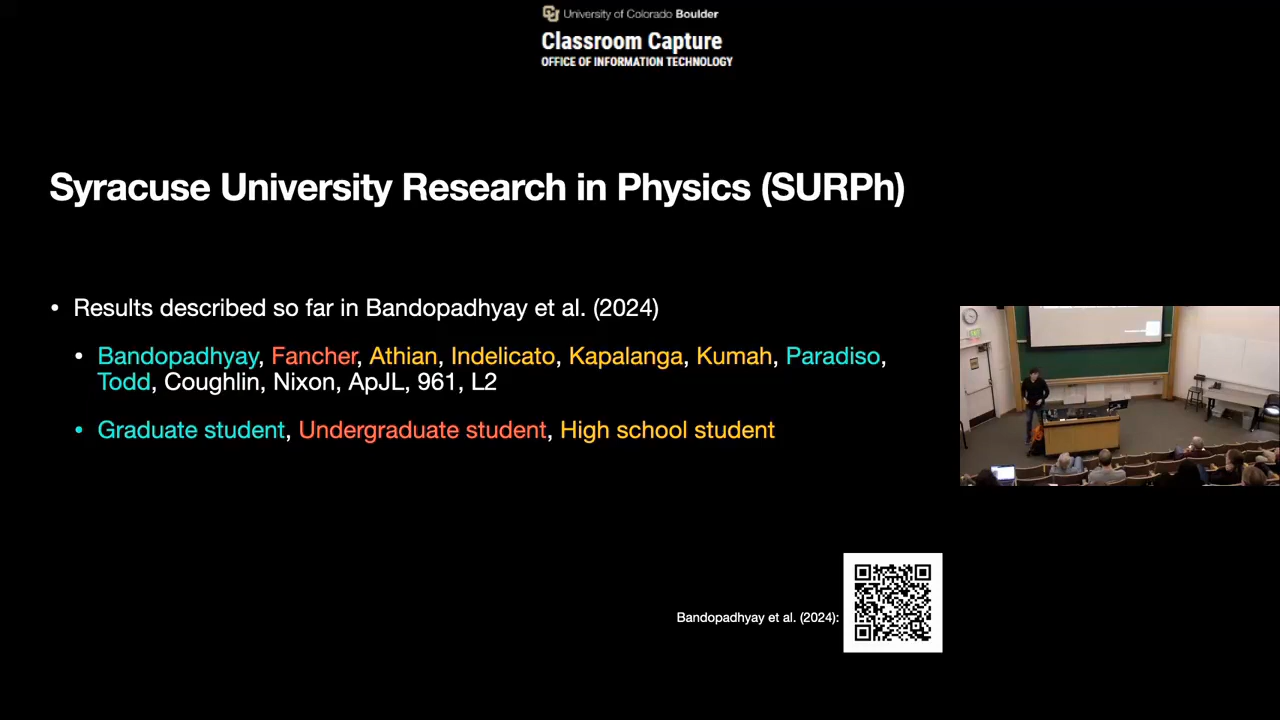 University of Colorado Boulder
Classroom Capture
OFFICE OF INFORMATION TECHNOLOGY
Syracuse University Research in Physics (SURPh)
• Results described so far in Bandopadhyay et al. (2024)
• Bandopadhyay, Fancher, Athian, Indelicato, Kapalanga, Kumah, Paradiso,
Todd, Coughlin, Nixon, ApJL, 961, L2
• Graduate student, Undergraduate student, High school student
Bandopadhyay et al. (2024):